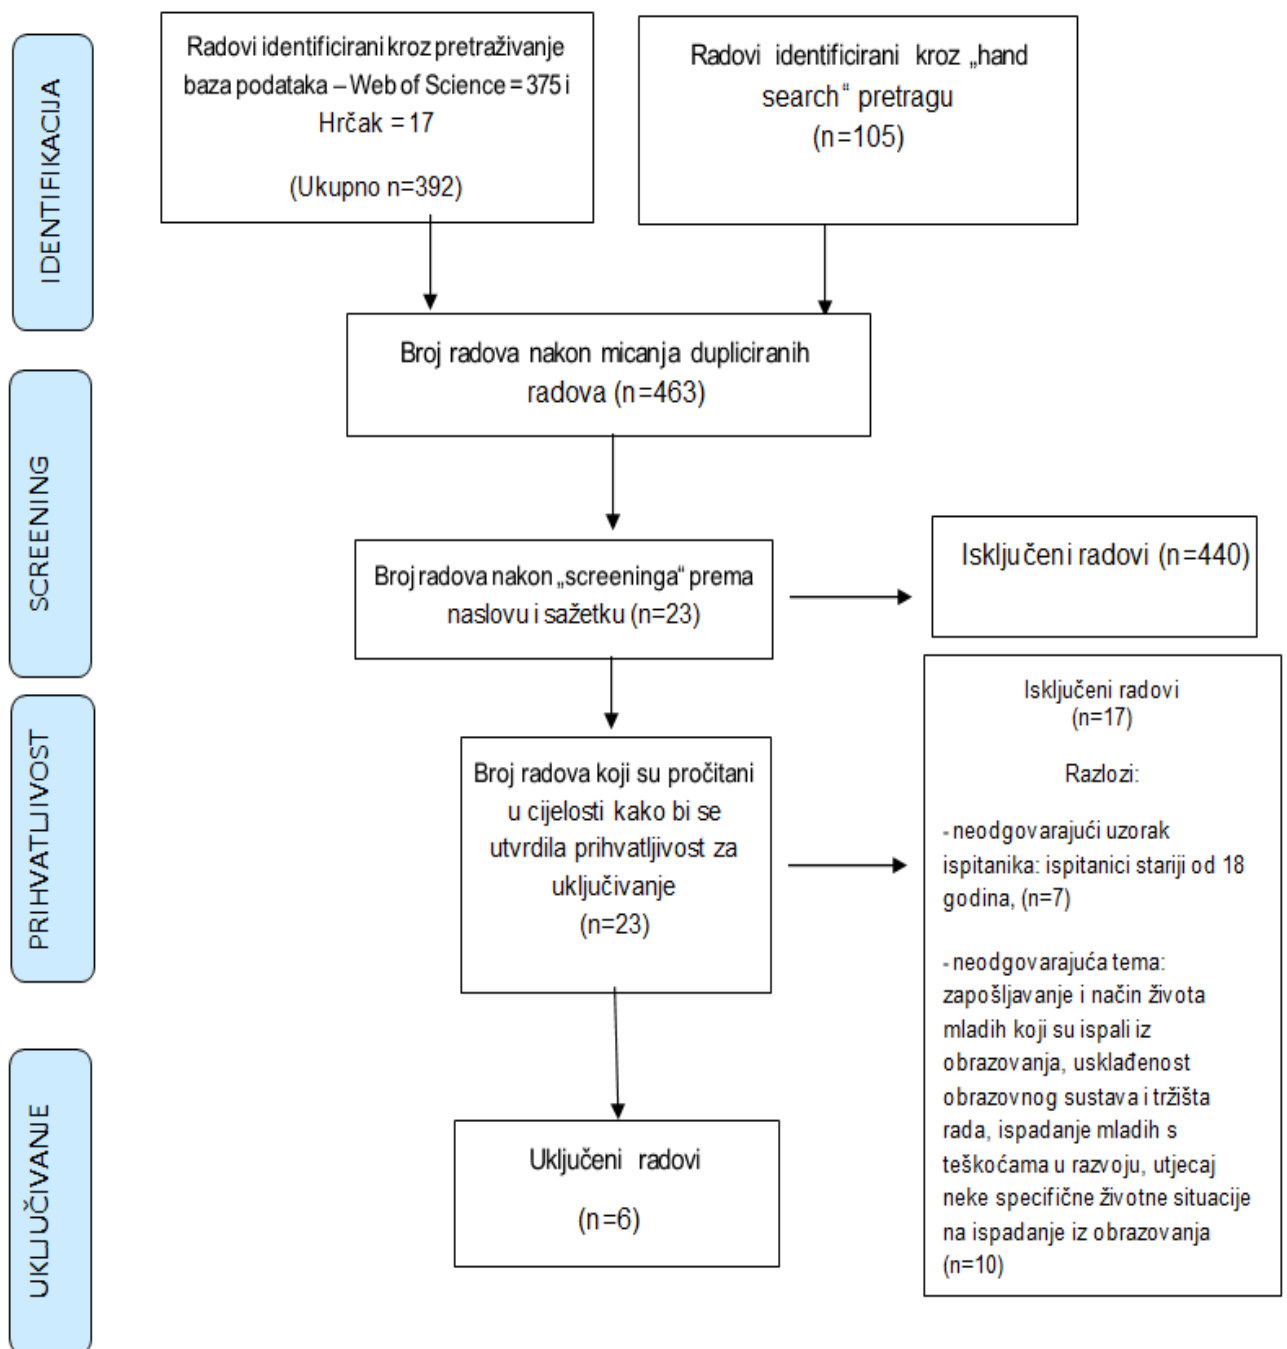 IDENTIFIKACIJA
Radovi identificirani kroz pretraživanje
baza podataka – Web of Science = 375 i
Hrčak = 17
(Ukupno n=392)
Radovi identificirani kroz „hand
search“ pretragu
(n=105)
Broj radova nakon micanja dupliciranih
radova (n=463)
SCREENING
Broj radova nakon „screeninga“ prema
naslovu i sažetku (n=23)
Isključeni radovi (n=440)
PRIHVATLJIVOST
Broj radova koji su pročitani
u cijelosti kako bi se
utvrdila prihvatljivost za
uključivanje
(n=23)
Isključeni radovi
(n=17)
Razlozi:
- neodgovarajući uzorak
ispitanika: ispitanici stariji od 18
godina, (n=7)
- neodgovarajuća tema:
zapošljavanje i način života
mladih koji su ispali iz
obrazovanja, usklađenost
obrazovnog sustava i tržišta
rada, ispadanje mladih s
teškoćama u razvoju, utjecaj
neke specifične životne situacije
na ispadanje iz obrazovanja
(n=10)
UKLJUČIVANJE
Uključeni radovi
(n=6)